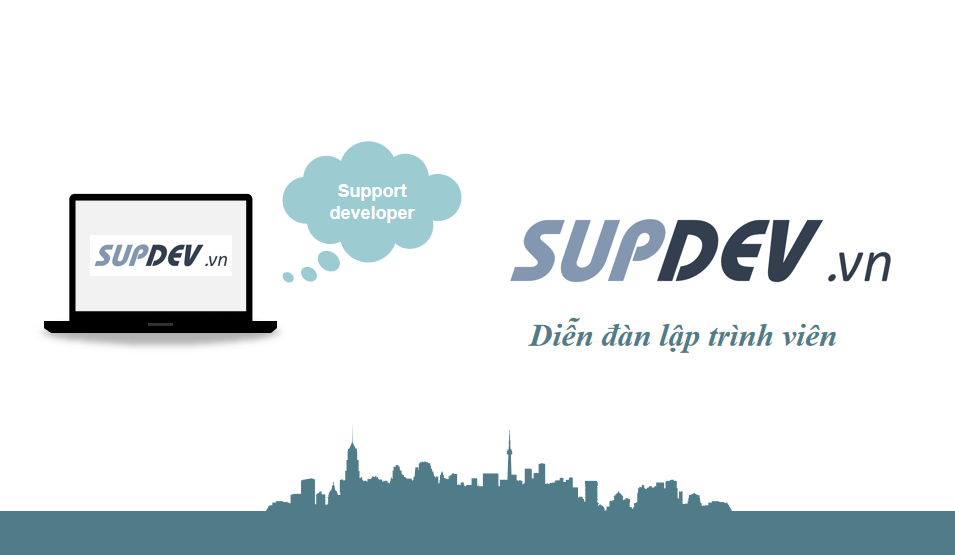 SUPDEV .vn
Support
developer
SUPDEV .vn
Diễn đàn lập trình viên